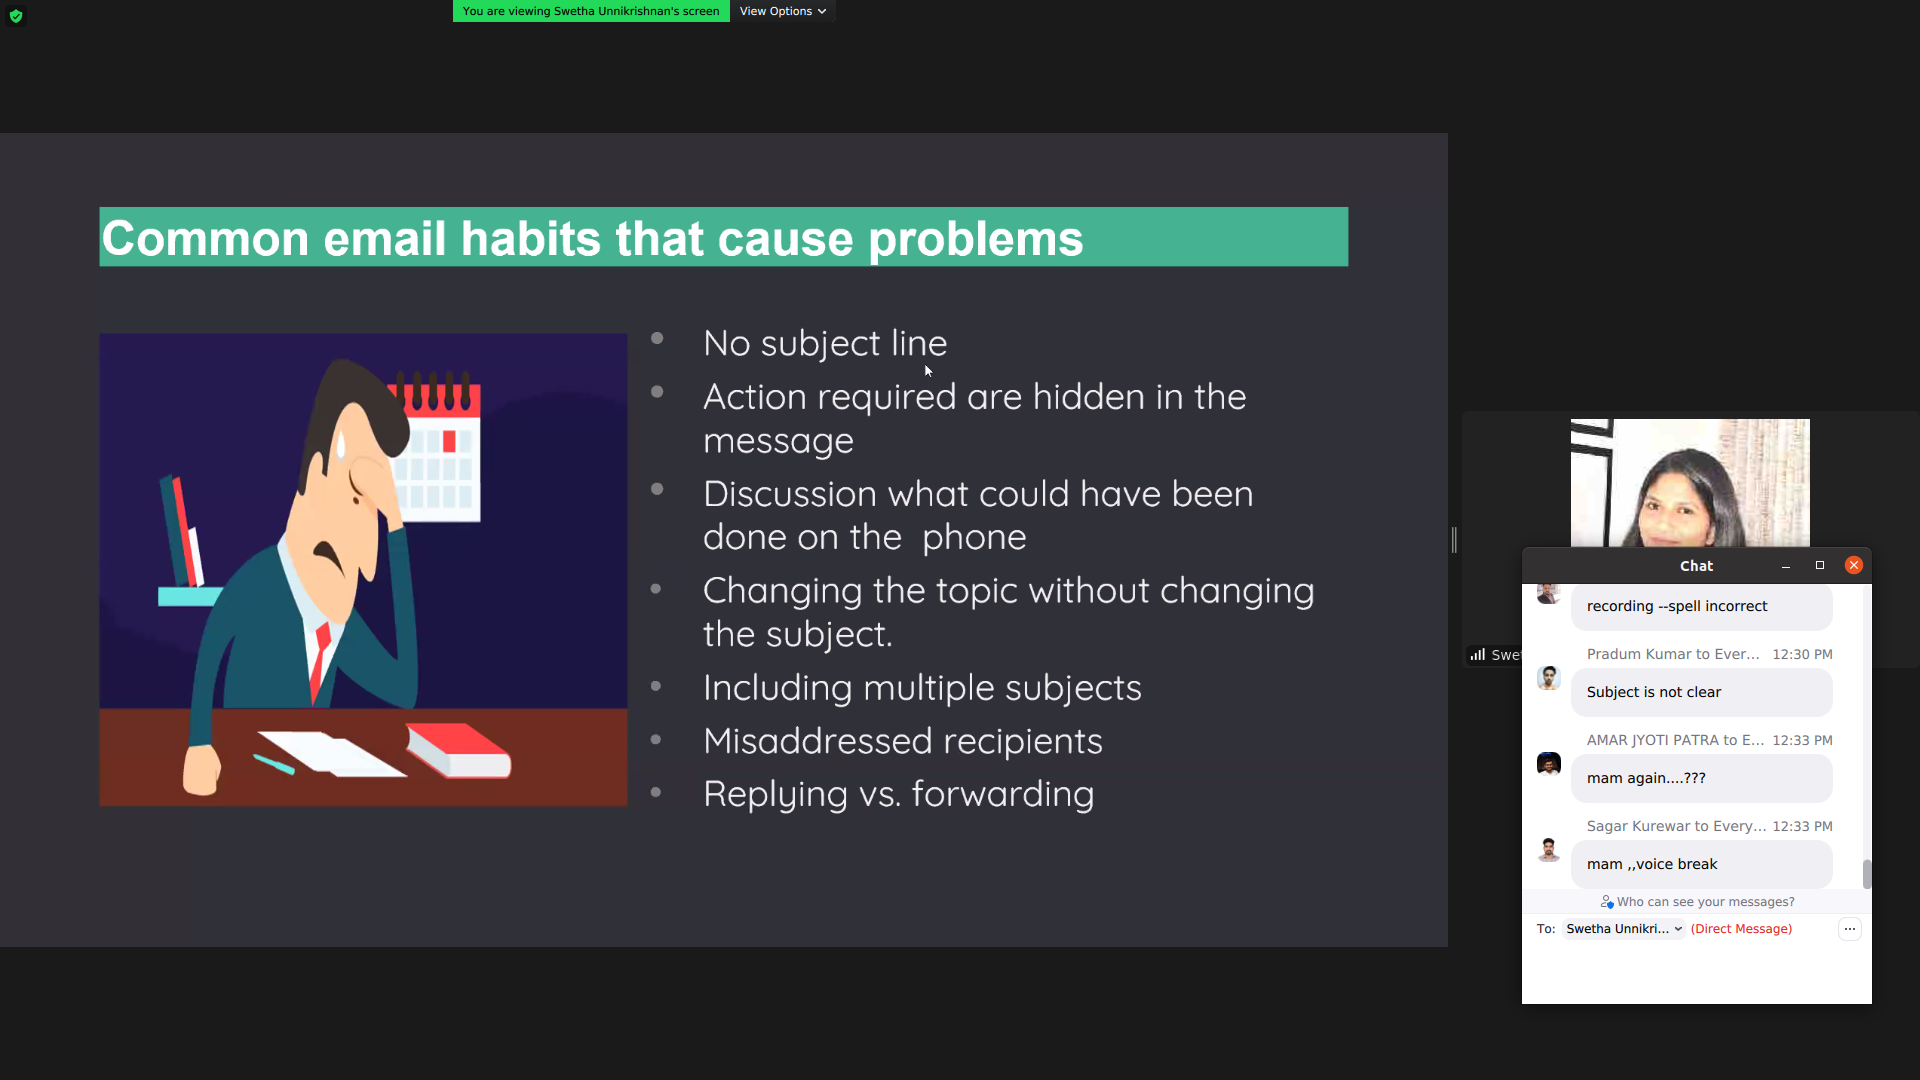 You are viewing Swetha Unnikrishnan's screen
View Options
Common email habits that cause problems
No subject line
Action required are hidden in the
message
Discussion what could have been
done on the  phone
Changing the topic without changing
the subject.
Including multiple subjects
Misaddressed recipients
Replying vs. forwarding
Swet
Chat
recording --spell incorrect
Pradum Kumar to Ever... 12:30 PM
Subject is not clear
AMAR JYOTI PATRA to E... 12:33 PM
mam again....???
Sagar Kurewar to Every... 12:33 PM
mam ,,voice break
Who can see your messages?
To: Swetha Unnikri... (Direct Message)